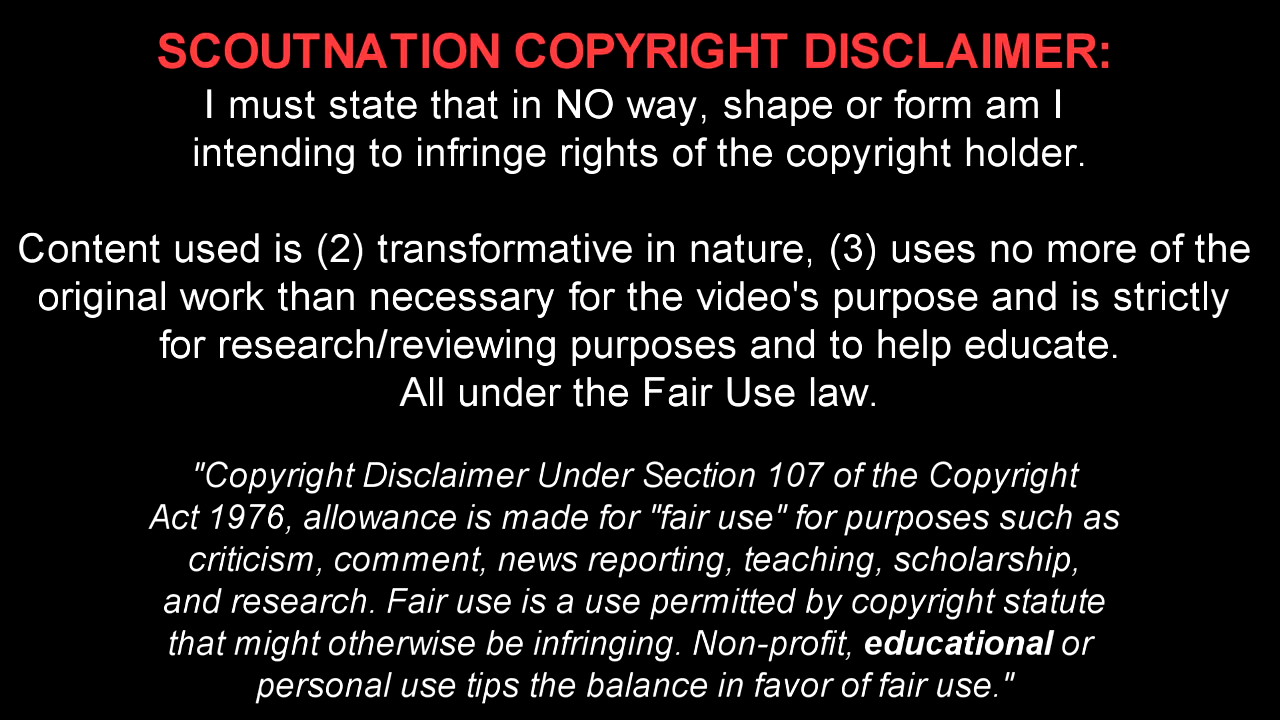 SCOUTNATION COPYRIGHT DISCLAIMER:
I must state that in NO way, shape or form am I
intending to infringe rights of the copyright holder.
Content used is (2) transformative in nature, (3) uses no more of the
original work than necessary for the video's purpose and is strictly
for research/reviewing purposes and to help educate.
All under the Fair Use law.
"Copyright Disclaimer Under Section 107 of the Copyright
Act 1976, allowance is made for "fair use" for purposes such as
criticism, comment, news reporting, teaching, scholarship,
and research. Fair use is a use permitted by copyright statute
that might otherwise be infringing. Non-profit, educational or
personal use tips the balance in favor of fair use."